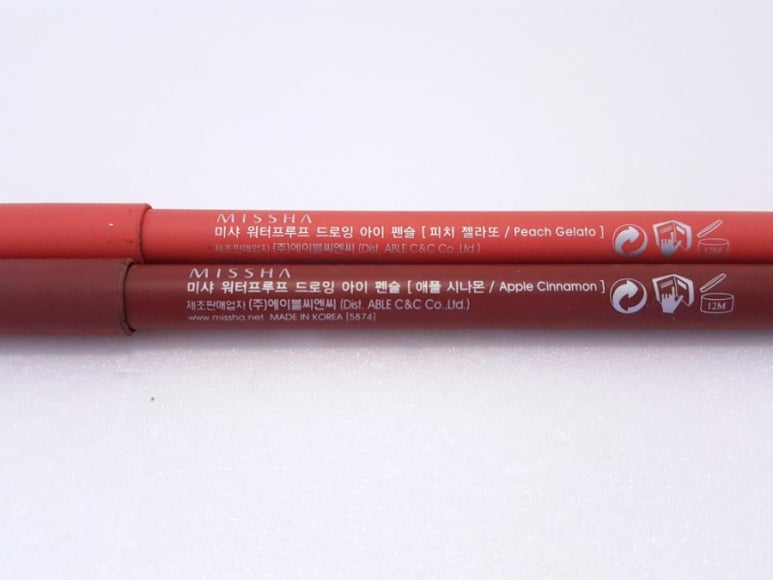 MISSHA
미샤 워터프루프 드로잉 아이 펜슬 [ 피치 젤라또 / Peach Gelato ]
제조판매업자 (주)에이블씨엔씨 (Dist. ABLE C&C Co.,Ltd.)
12M
MISSHA
미샤 워터프루프 드로잉 아이 펜슬 [ 애플 시나몬 / Apple Cinnamon ]
제조판매업자 (주)에이블씨엔씨 (Dist. ABLE C&C Co.,Ltd.)
www.missha.net MADE IN KOREA [5874]
12M